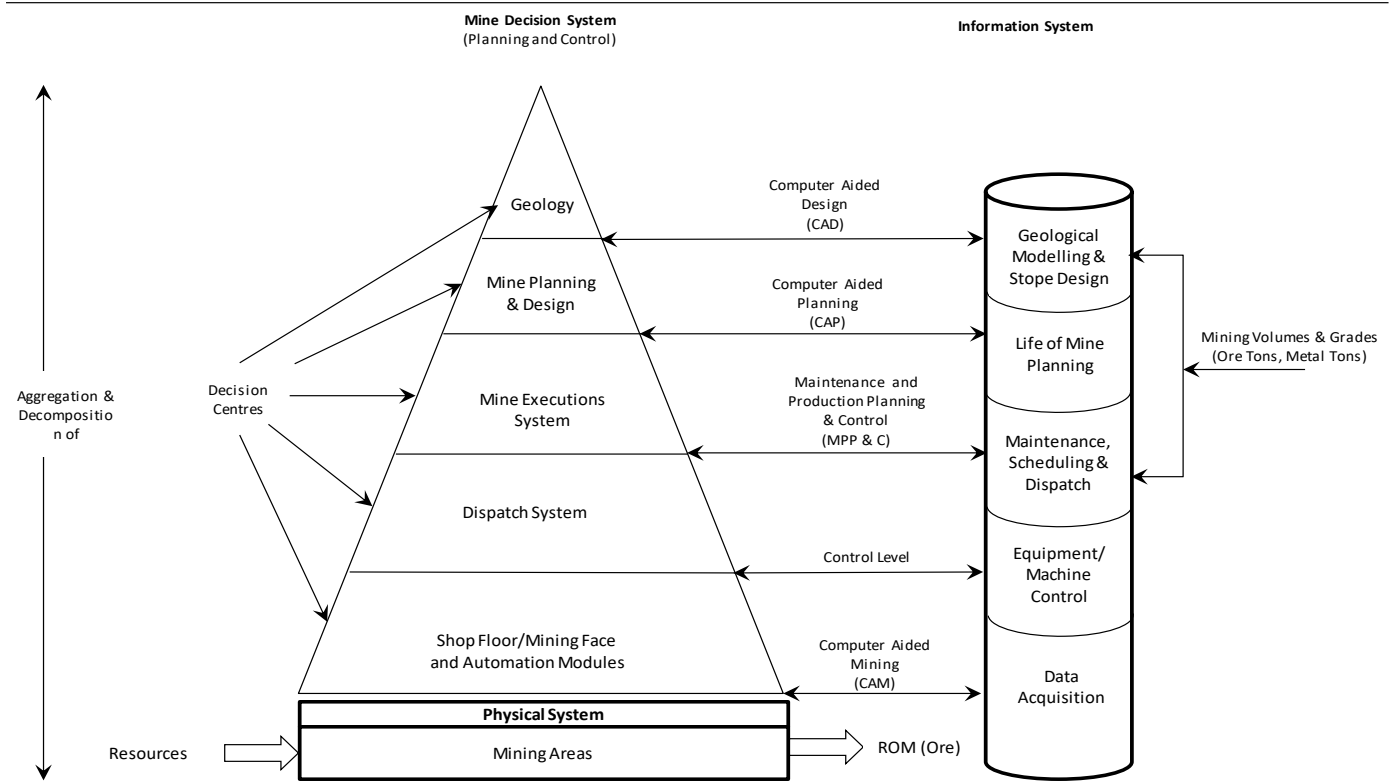 Mine Decision System
(Planning and Control)
Information System
Geology
Mine Planning
& Design
Mine Executions
System
Dispatch System
Shop Floor/Mining Face
and Automation Modules
Physical System
Mining Areas
Resources
ROM (Ore)
Aggregation &
Decompositio
n of
Decision
Centres
Computer Aided
Design
(CAD)
Computer Aided
Planning
(CAP)
Maintenance and
Production Planning
& Control
(MPP & C)
Control Level
Computer Aided
Mining
(CAM)
Geological
Modelling &
Stope Design
Life of Mine
Planning
Maintenance,
Scheduling &
Dispatch
Equipment/
Machine
Control
Data
Acquisition
Mining Volumes & Grades
(Ore Tons, Metal Tons)